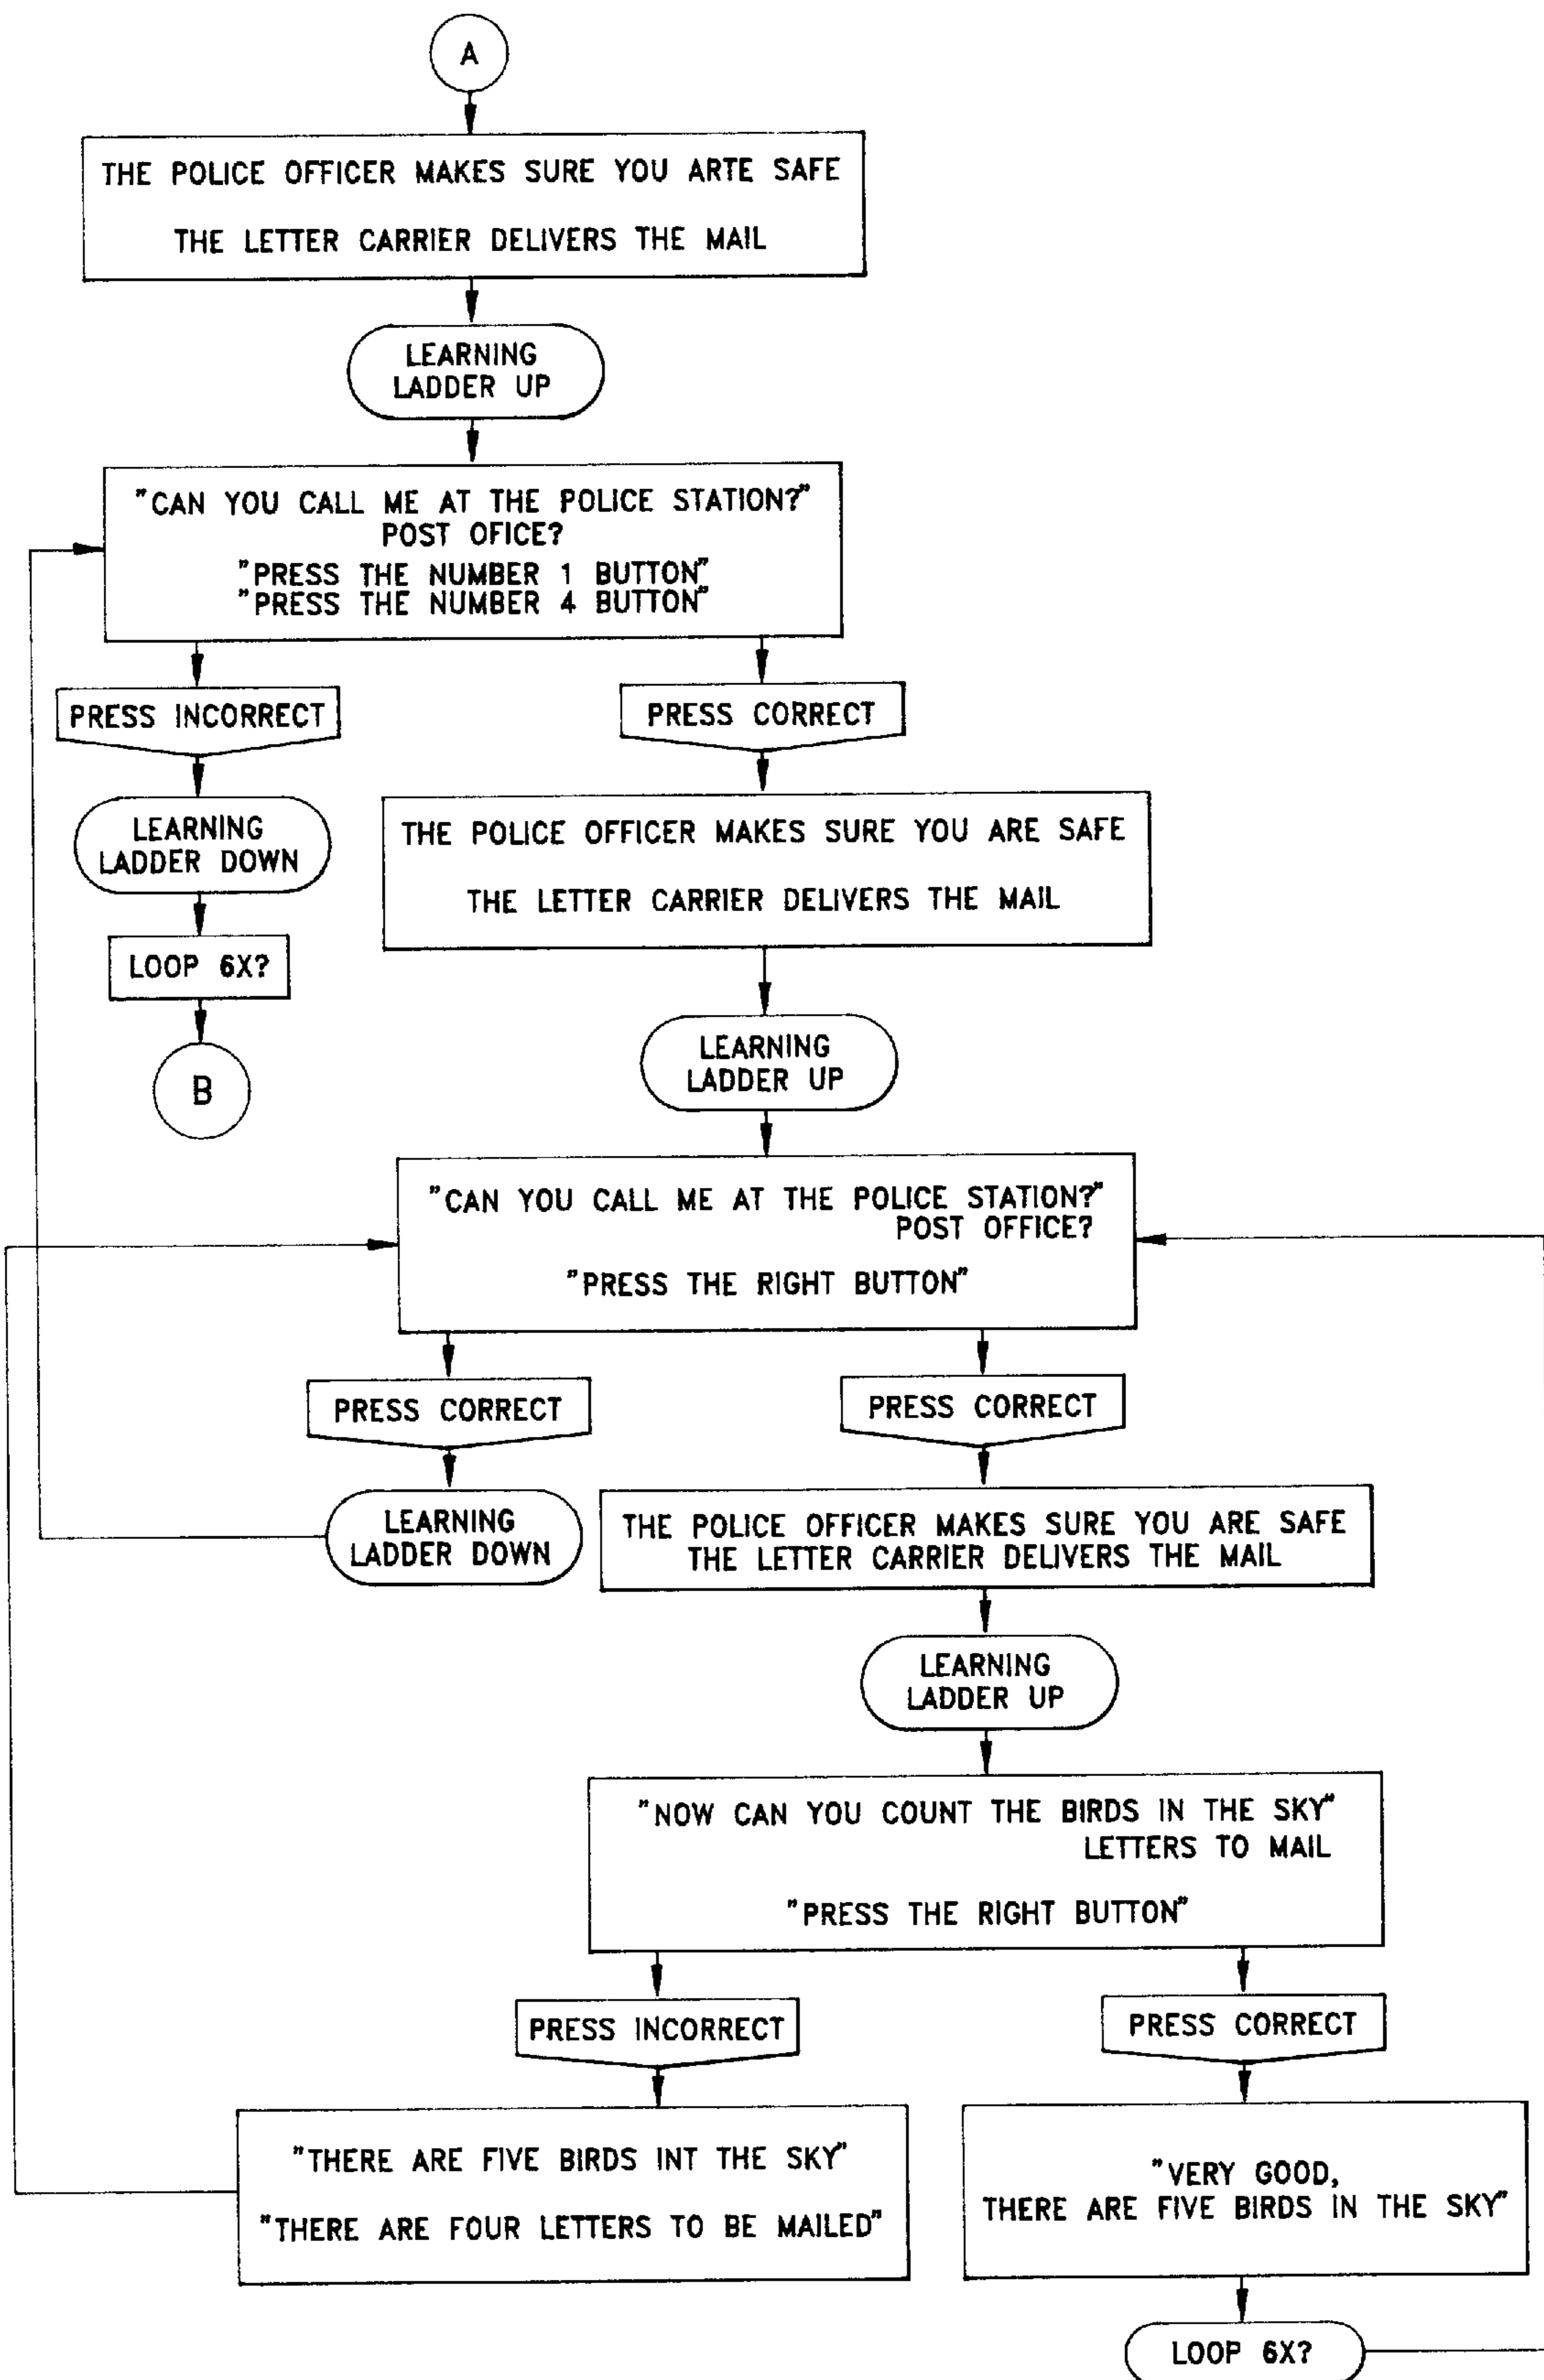 A
THE POLICE OFFICER MAKES SURE YOU ARTE SAFE
THE LETTER CARRIER DELIVERS THE MAIL
LEARNING
LADDER UP
"CAN YOU CALL ME AT THE POLICE STATION?"
POST OFICE?
"PRESS THE NUMBER 1 BUTTON"
"PRESS THE NUMBER 4 BUTTON"
PRESS INCORRECT
PRESS CORRECT
LEARNING
LADDER DOWN
THE POLICE OFFICER MAKES SURE YOU ARE SAFE
THE LETTER CARRIER DELIVERS THE MAIL
LOOP 6X?
B
LEARNING
LADDER UP
"CAN YOU CALL ME AT THE POLICE STATION?"
POST OFFICE?
"PRESS THE RIGHT BUTTON"
PRESS CORRECT
PRESS CORRECT
LEARNING
LADDER DOWN
THE POLICE OFFICER MAKES SURE YOU ARE SAFE
THE LETTER CARRIER DELIVERS THE MAIL
LEARNING
LADDER UP
"NOW CAN YOU COUNT THE BIRDS IN THE SKY"
LETTERS TO MAIL
"PRESS THE RIGHT BUTTON"
PRESS INCORRECT
PRESS CORRECT
"THERE ARE FIVE BIRDS INT THE SKY"
"THERE ARE FOUR LETTERS TO BE MAILED"
"VERY GOOD,
THERE ARE FIVE BIRDS IN THE SKY"
LOOP 6X?